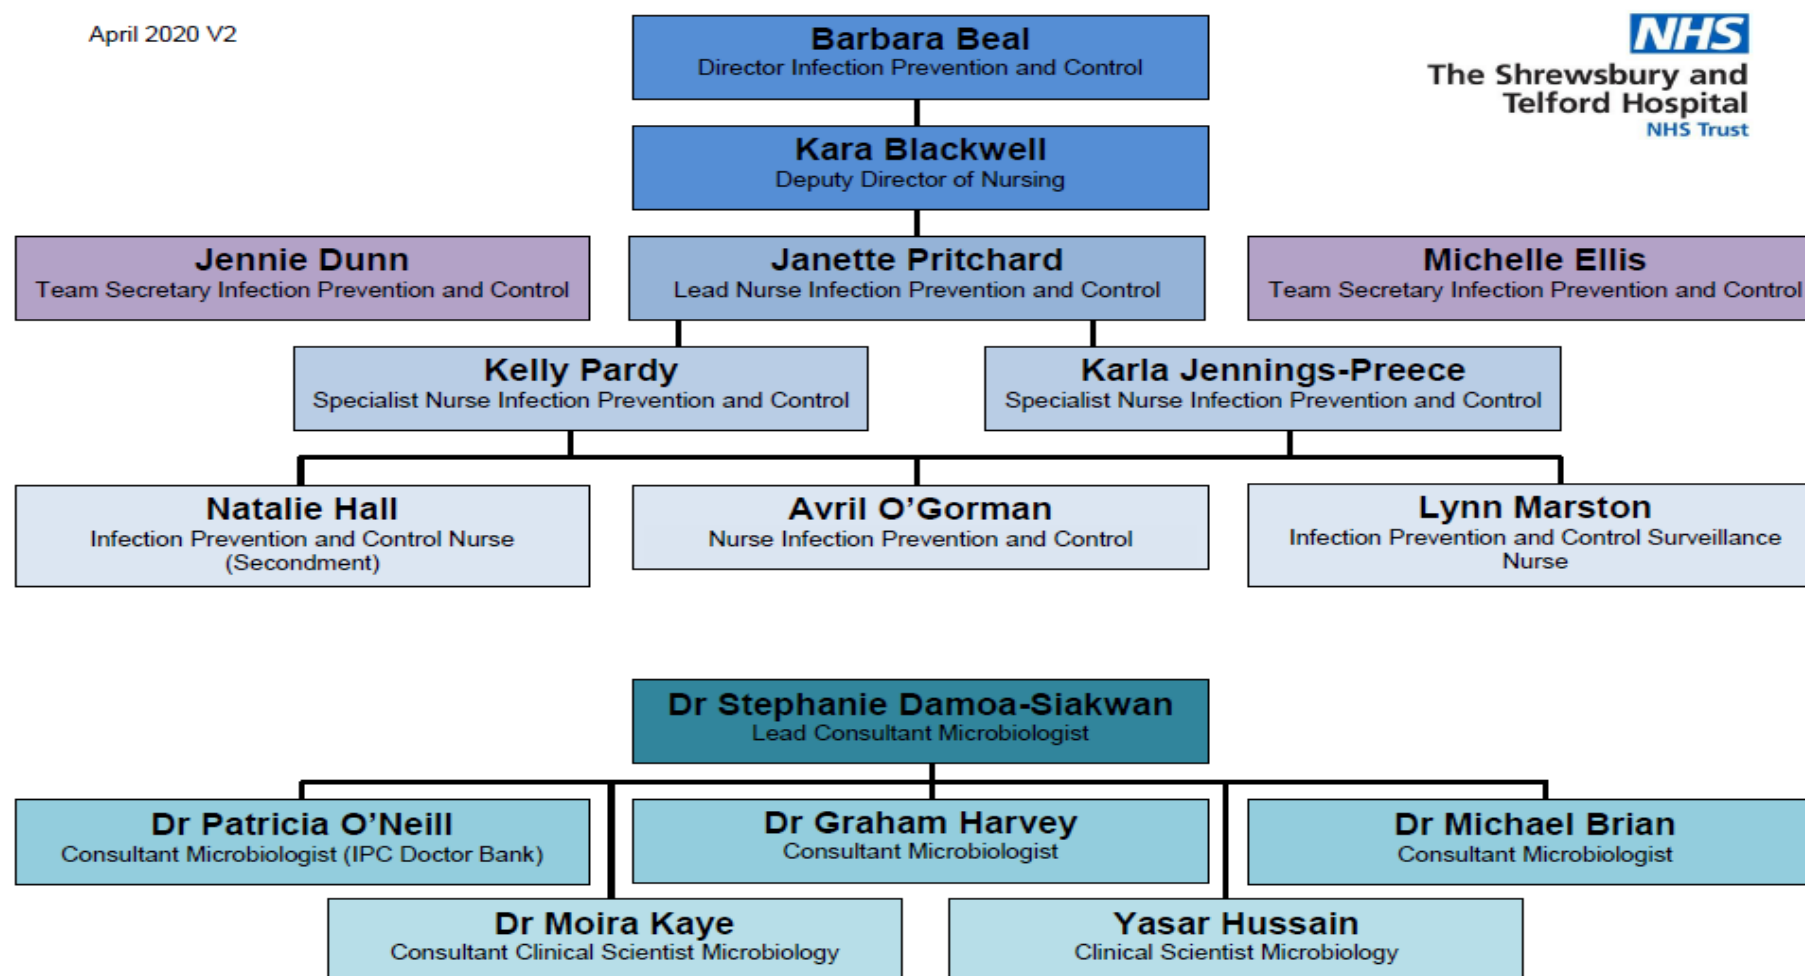 April 2020 V2
Barbara Beal
Director Infection Prevention and Control
NHS
The Shrewsbury and
Telford Hospital
NHS Trust
Kara Blackwell
Deputy Director of Nursing
Jennie Dunn
Team Secretary Infection Prevention and Control
Janette Pritchard
Lead Nurse Infection Prevention and Control
Michelle Ellis
Team Secretary Infection Prevention and Control
Kelly Pardy
Specialist Nurse Infection Prevention and Control
Karla Jennings-Preece
Specialist Nurse Infection Prevention and Control
Natalie Hall
Infection Prevention and Control Nurse
(Secondment)
Avril O’Gorman
Nurse Infection Prevention and Control
Lynn Marston
Infection Prevention and Control Surveillance
Nurse
Dr Stephanie Damoa-Siakwan
Lead Consultant Microbiologist
Dr Patricia O’Neill
Consultant Microbiologist (IPC Doctor Bank)
Dr Graham Harvey
Consultant Microbiologist
Dr Michael Brian
Consultant Microbiologist
Dr Moira Kaye
Consultant Clinical Scientist Microbiology
Yasar Hussain
Clinical Scientist Microbiology